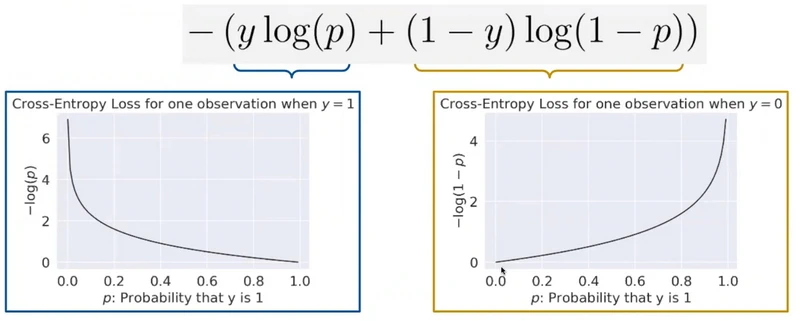 − (y log(p) + (1 − y) log(1 − p))
Cross-Entropy Loss for one observation when y = 1
6
4
2
0
−log(p)
0.0 0.2 0.4 0.6 0.8 1.0
p: Probability that y is 1
Cross-Entropy Loss for one observation when y = 0
4
2
0
−log(1 − p)
0.0 0.2 0.4 0.6 0.8 1.0
p: Probability that y is 1